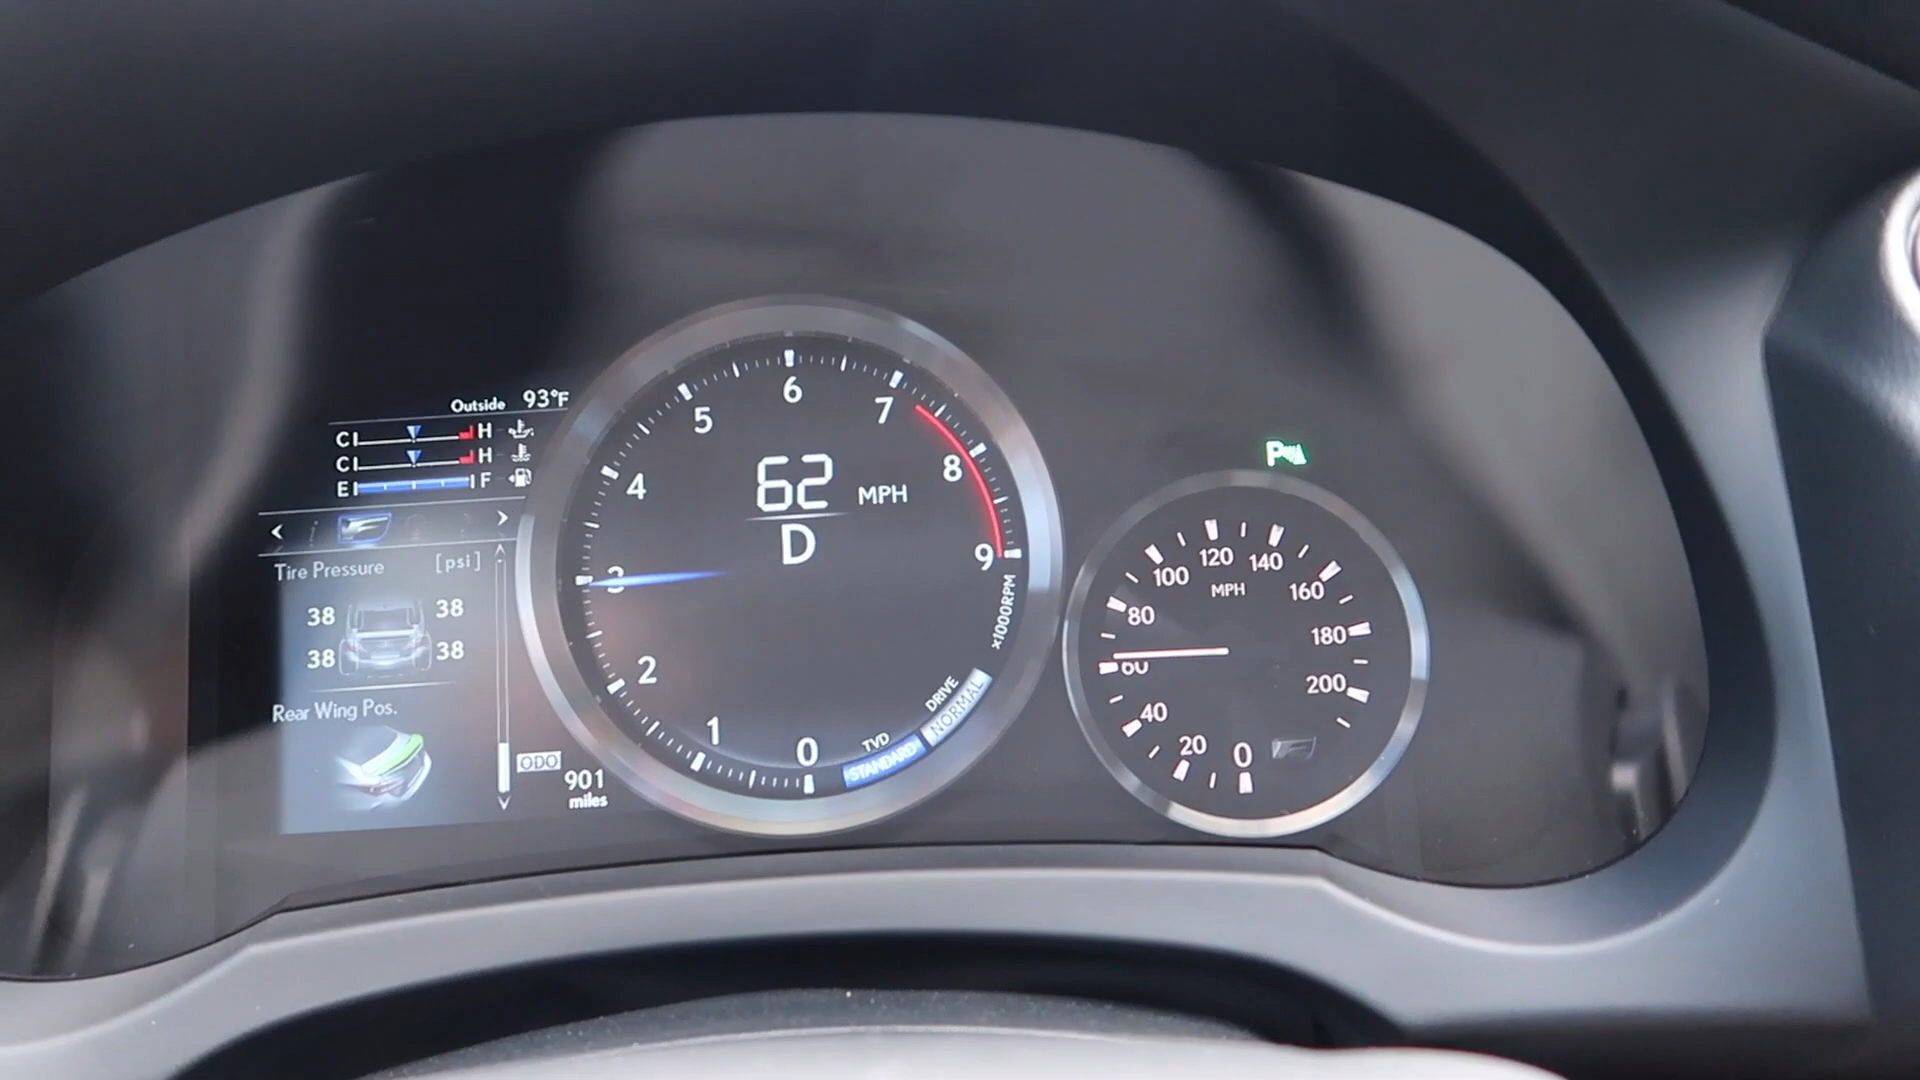 Outside 93°F
C H
C H
E F
Tire Pressure [psi]
38 38
38 38
Rear Wing Pos.
ODO 901
miles
0
1
2
3
4
5
6
7
8
9
x1000RPM
62 MPH
D
TVD
STANDARD
DRIVE
NORMAL
P
0
20
40
60
80
100
120
140
160
180
200
MPH